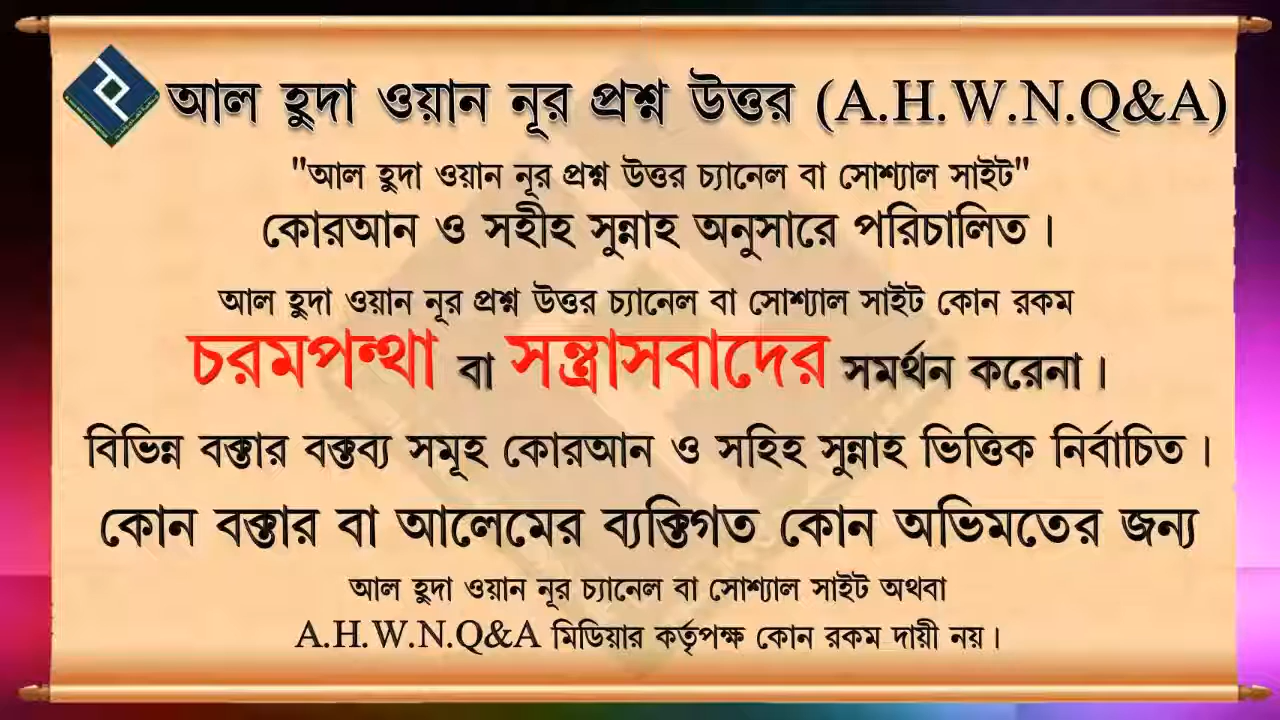 আল হুদা ওয়ান নূর প্রশ্ন উত্তর (A.H.W.N.Q&A)
"আল হুদা ওয়ান নূর প্রশ্ন উত্তর চ্যানেল বা সোশ্যাল সাইট"
কোরআন ও সহীহ সুন্নাহ অনুসারে পরিচালিত।
আল হুদা ওয়ান নূর প্রশ্ন উত্তর চ্যানেল বা সোশ্যাল সাইট কোন রকম
চরমপন্থা বা সন্ত্রাসবাদের সমর্থন করেনা।
বিভিন্ন বক্তার বক্তব্য সমূহ কোরআন ও সহিহ সুন্নাহ ভিত্তিক নির্বাচিত।
কোন বক্তার বা আলেমের ব্যক্তিগত কোন অভিমতের জন্য
আল হুদা ওয়ান নূর চ্যানেল বা সোশ্যাল সাইট অথবা
A.H.W.N.Q&A মিডিয়ার কর্তৃপক্ষ কোন রকম দায়ী নয়।